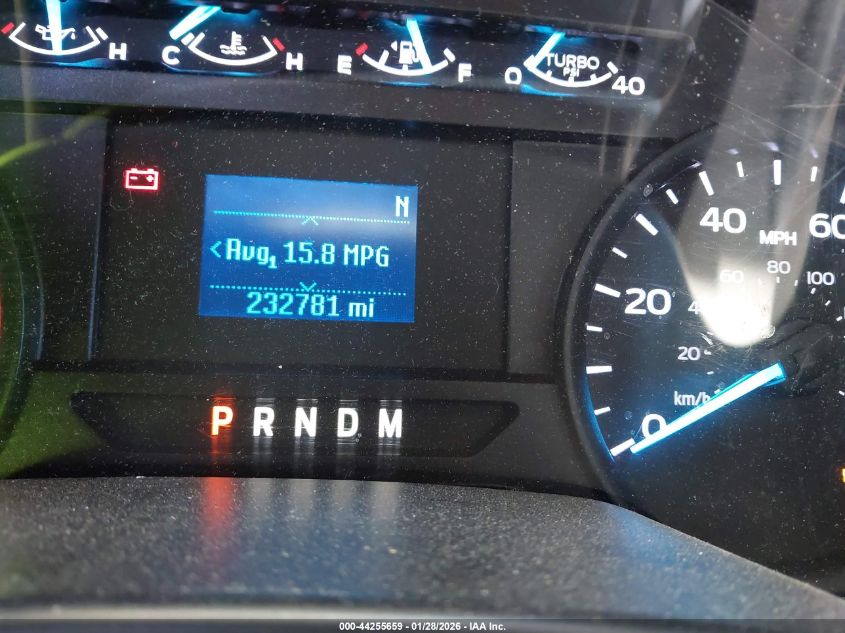 H C H E F 0 TURBO PSI 40
N
<Avg1 15.8 MPG
232781 mi
P R N D M
0 20 40 60 MPH
20 60 80 100 km/h
000-44255659 - 01/28/2026 - IAA Inc.